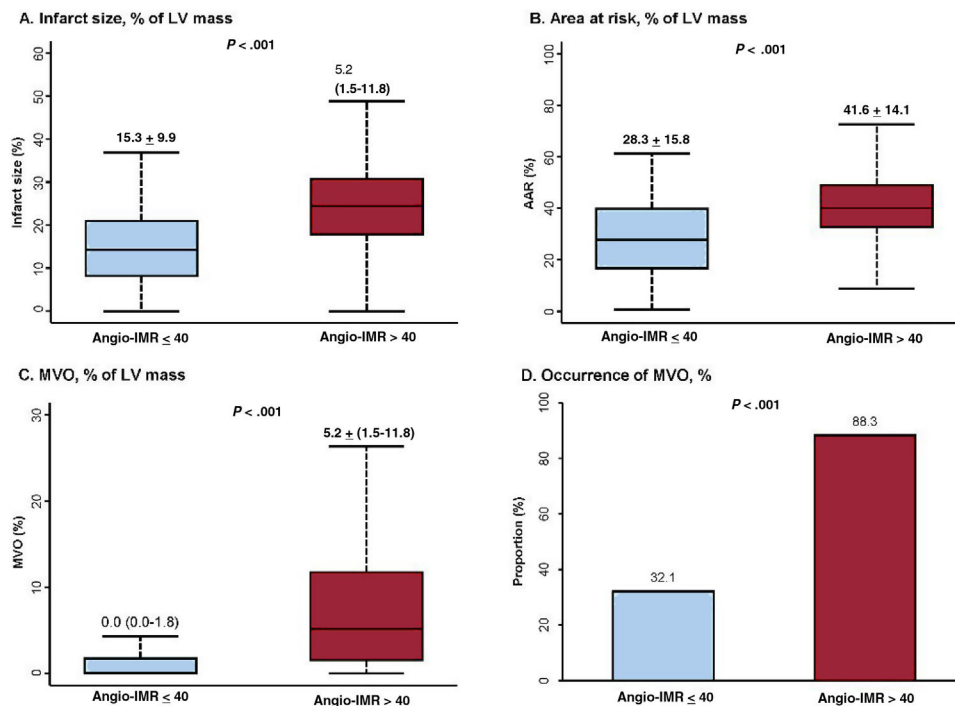 A. Infarct size, % of LV mass
P < .001
Infarct size (%)
60
50
40
30
20
10
0
15.3 ± 9.9
5.2
(1.5-11.8)
Angio-IMR ≤ 40
Angio-IMR > 40
B. Area at risk, % of LV mass
P < .001
AAR (%)
100
80
60
40
20
0
28.3 ± 15.8
41.6 ± 14.1
Angio-IMR ≤ 40
Angio-IMR > 40
C. MVO, % of LV mass
P < .001
MVO (%)
30
20
10
0
0.0 (0.0-1.8)
5.2 ± (1.5-11.8)
Angio-IMR ≤ 40
Angio-IMR > 40
D. Occurrence of MVO, %
P < .001
Proportion (%)
100
80
60
40
20
0
32.1
88.3
Angio-IMR ≤ 40
Angio-IMR > 40